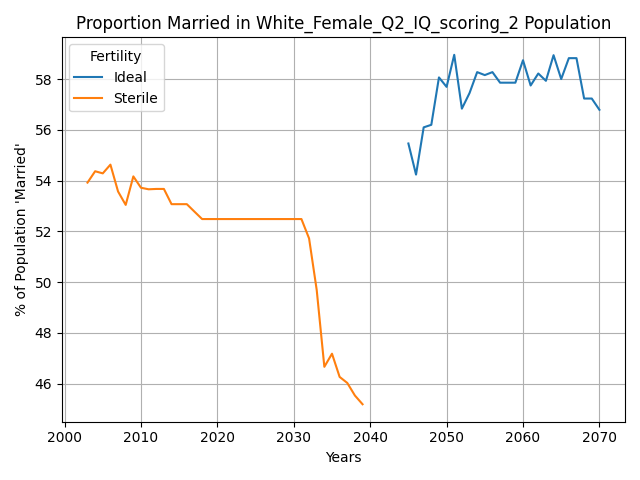 Proportion Married in White_Female_Q2_IQ_scoring_2 Population
Fertility
Ideal
Sterile
% of Population 'Married'
58
56
54
52
50
48
46
2000 2010 2020 2030 2040 2050 2060 2070
Years